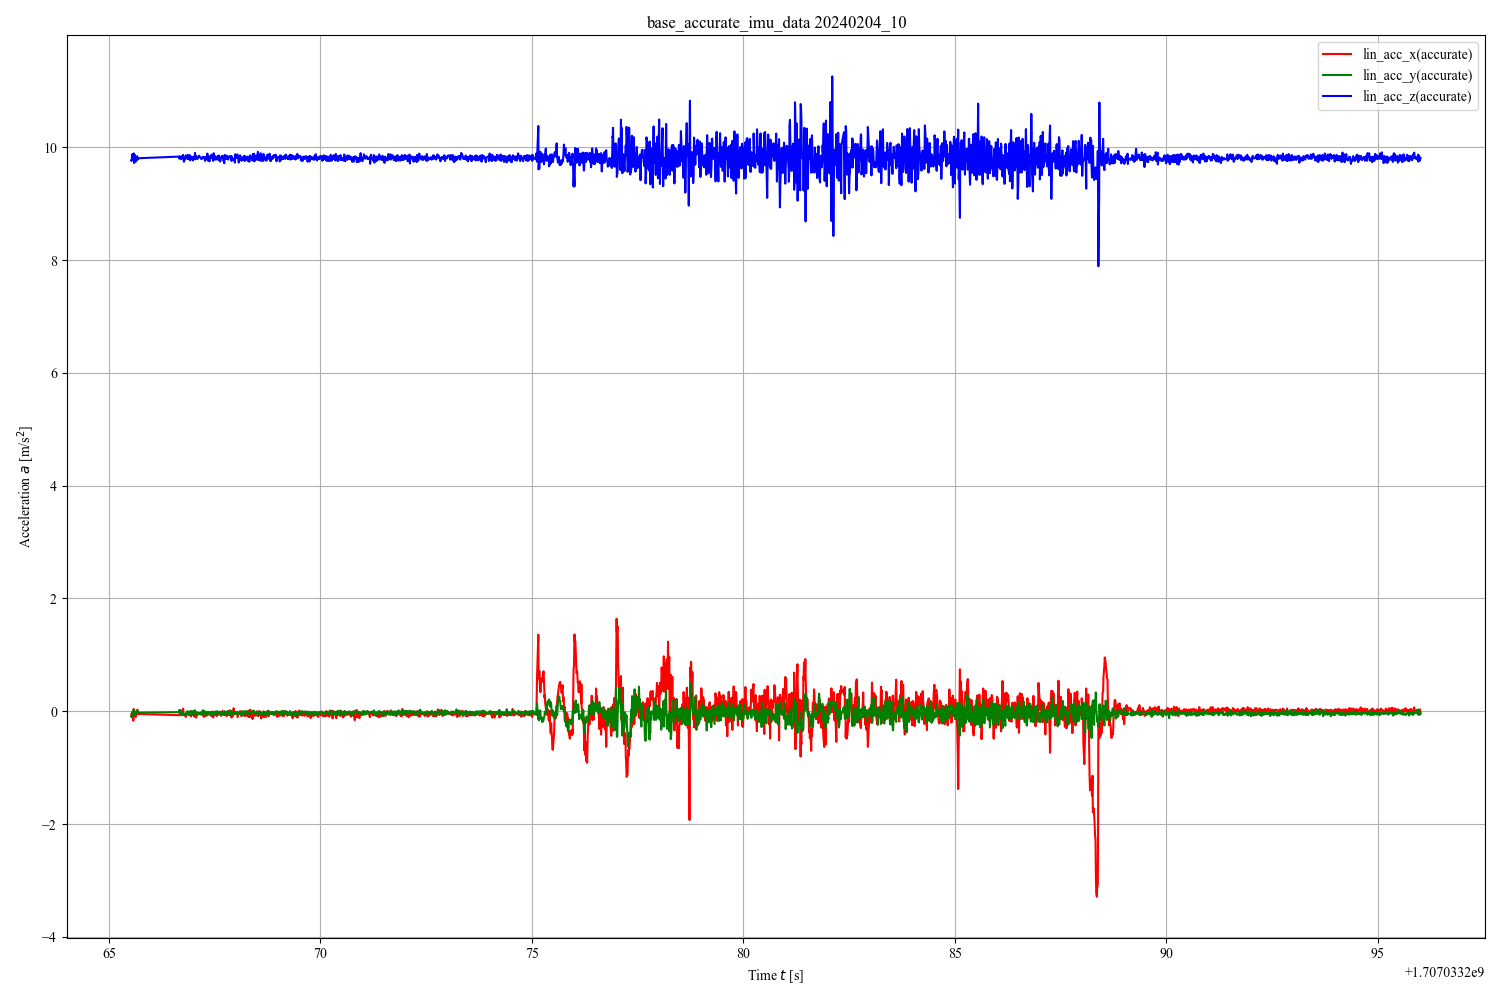 base_accurate_imu_data 20240204_10
lin_acc_x(accurate)
lin_acc_y(accurate)
lin_acc_z(accurate)
10
8
6
4
2
0
−2
−4
Acceleration a [m/s²]
65
70
75
80
85
90
95
Time t [s]
+1.7070332e9